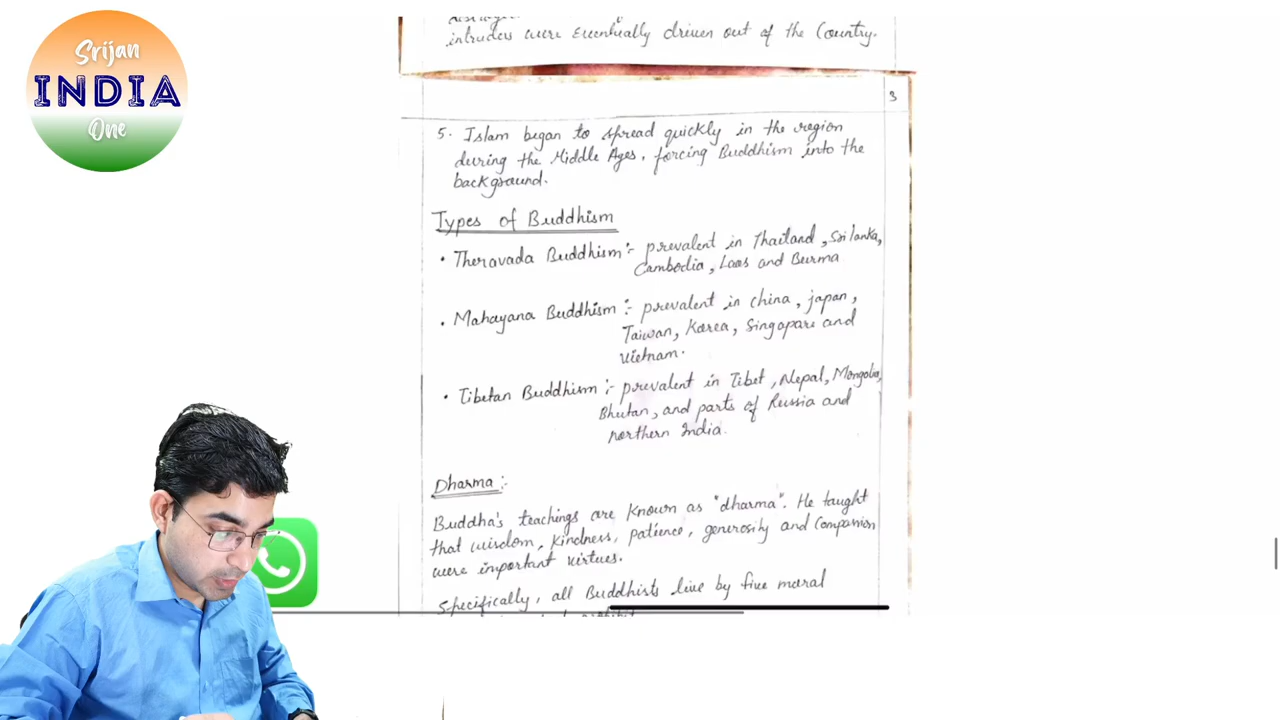 Srijan
INDIA
One
intruders were eventually driven out of the Country.
3
5. Islam began to spread quickly in the region
during the Middle Ages, forcing Buddhism into the
background.
Types of Buddhism
• Theravada Buddhism :- prevalent in Thailand, Sri lanka,
Cambodia, Laos and Burma
• Mahayana Buddhism :- prevalent in china, japan,
Taiwan, Korea, Singapore and
Vietnam.
• Tibetan Buddhism :- prevalent in Tibet, Nepal, Mongolia,
Bhutan, and parts of Russia and
northern India.
Dharma :-
Buddha's teachings are known as "dharma". He taught
that wisdom, kindness, patience, generosity and compassion
were important virtues.
Specifically, all Buddhists live by five moral